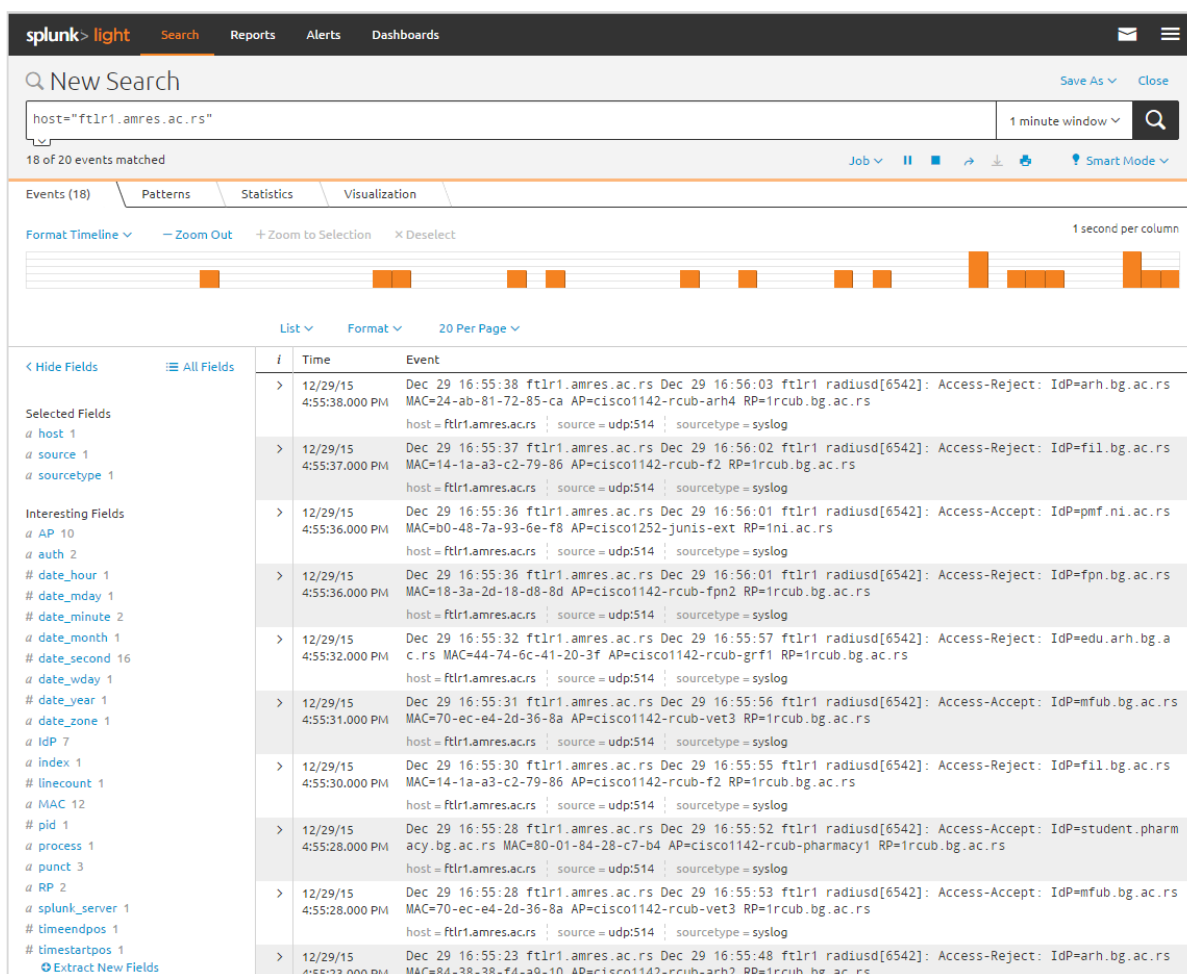 splunk> light Search Reports Alerts Dashboards
New Search
Save As Close
host="ftlr1.amres.ac.rs"
1 minute window
18 of 20 events matched
Job
Smart Mode
Events (18) Patterns Statistics Visualization
Format Timeline — Zoom Out + Zoom to Selection × Deselect
1 second per column
List Format 20 Per Page
< Hide Fields All Fields
Selected Fields
a host 1
a source 1
a sourcetype 1
Interesting Fields
a AP 10
a auth 2
# date_hour 1
# date_mday 1
# date_minute 2
a date_month 1
# date_second 16
a date_wday 1
# date_year 1
a date_zone 1
a IdP 7
a index 1
# linecount 1
a MAC 12
# pid 1
a process 1
a punct 3
a RP 2
a splunk_server 1
# timeendpos 1
# timestartpos 1
Extract New Fields
i Time Event
> 12/29/15 Dec 29 16:55:38 ftlr1.amres.ac.rs Dec 29 16:56:03 ftlr1 radiusd[6542]: Access-Reject: IdP=arh.bg.ac.rs
4:55:38.000 PM MAC=24-ab-81-72-85-ca AP=cisco1142-rcub-arh4 RP=1rcub.bg.ac.rs
host = ftlr1.amres.ac.rs source = udp:514 sourcetype = syslog
> 12/29/15 Dec 29 16:55:37 ftlr1.amres.ac.rs Dec 29 16:56:02 ftlr1 radiusd[6542]: Access-Reject: IdP=fil.bg.ac.rs
4:55:37.000 PM MAC=14-1a-a3-c2-79-86 AP=cisco1142-rcub-f2 RP=1rcub.bg.ac.rs
host = ftlr1.amres.ac.rs source = udp:514 sourcetype = syslog
> 12/29/15 Dec 29 16:55:36 ftlr1.amres.ac.rs Dec 29 16:56:01 ftlr1 radiusd[6542]: Access-Accept: IdP=pmf.ni.ac.rs
4:55:36.000 PM MAC=b0-48-7a-93-6e-f8 AP=cisco1252-junis-ext RP=1ni.ac.rs
host = ftlr1.amres.ac.rs source = udp:514 sourcetype = syslog
> 12/29/15 Dec 29 16:55:36 ftlr1.amres.ac.rs Dec 29 16:56:01 ftlr1 radiusd[6542]: Access-Reject: IdP=fpn.bg.ac.rs
4:55:36.000 PM MAC=18-3a-2d-18-d8-8d AP=cisco1142-rcub-fpn2 RP=1rcub.bg.ac.rs
host = ftlr1.amres.ac.rs source = udp:514 sourcetype = syslog
> 12/29/15 Dec 29 16:55:32 ftlr1.amres.ac.rs Dec 29 16:55:57 ftlr1 radiusd[6542]: Access-Reject: IdP=edu.arh.bg.a
4:55:32.000 PM c.rs MAC=44-74-6c-41-20-3f AP=cisco1142-rcub-grf1 RP=1rcub.bg.ac.rs
host = ftlr1.amres.ac.rs source = udp:514 sourcetype = syslog
> 12/29/15 Dec 29 16:55:31 ftlr1.amres.ac.rs Dec 29 16:55:56 ftlr1 radiusd[6542]: Access-Accept: IdP=mfub.bg.ac.rs
4:55:31.000 PM MAC=70-ec-e4-2d-36-8a AP=cisco1142-rcub-vet3 RP=1rcub.bg.ac.rs
host = ftlr1.amres.ac.rs source = udp:514 sourcetype = syslog
> 12/29/15 Dec 29 16:55:30 ftlr1.amres.ac.rs Dec 29 16:55:55 ftlr1 radiusd[6542]: Access-Reject: IdP=fil.bg.ac.rs
4:55:30.000 PM MAC=14-1a-a3-c2-79-86 AP=cisco1142-rcub-f2 RP=1rcub.bg.ac.rs
host = ftlr1.amres.ac.rs source = udp:514 sourcetype = syslog
> 12/29/15 Dec 29 16:55:28 ftlr1.amres.ac.rs Dec 29 16:55:52 ftlr1 radiusd[6542]: Access-Accept: IdP=student.pharm
4:55:28.000 PM acy.bg.ac.rs MAC=80-01-84-28-c7-b4 AP=cisco1142-rcub-pharmacy1 RP=1rcub.bg.ac.rs
host = ftlr1.amres.ac.rs source = udp:514 sourcetype = syslog
> 12/29/15 Dec 29 16:55:28 ftlr1.amres.ac.rs Dec 29 16:55:53 ftlr1 radiusd[6542]: Access-Accept: IdP=mfub.bg.ac.rs
4:55:28.000 PM MAC=70-ec-e4-2d-36-8a AP=cisco1142-rcub-vet3 RP=1rcub.bg.ac.rs
host = ftlr1.amres.ac.rs source = udp:514 sourcetype = syslog
> 12/29/15 Dec 29 16:55:23 ftlr1.amres.ac.rs Dec 29 16:55:48 ftlr1 radiusd[6542]: Access-Reject: IdP=arh.bg.ac.rs
4:55:23.000 PM MAC=84-38-38-f4-a9-10 AP=cisco1142-rcub-arh2 RP=1rcub.bg.ac.rs